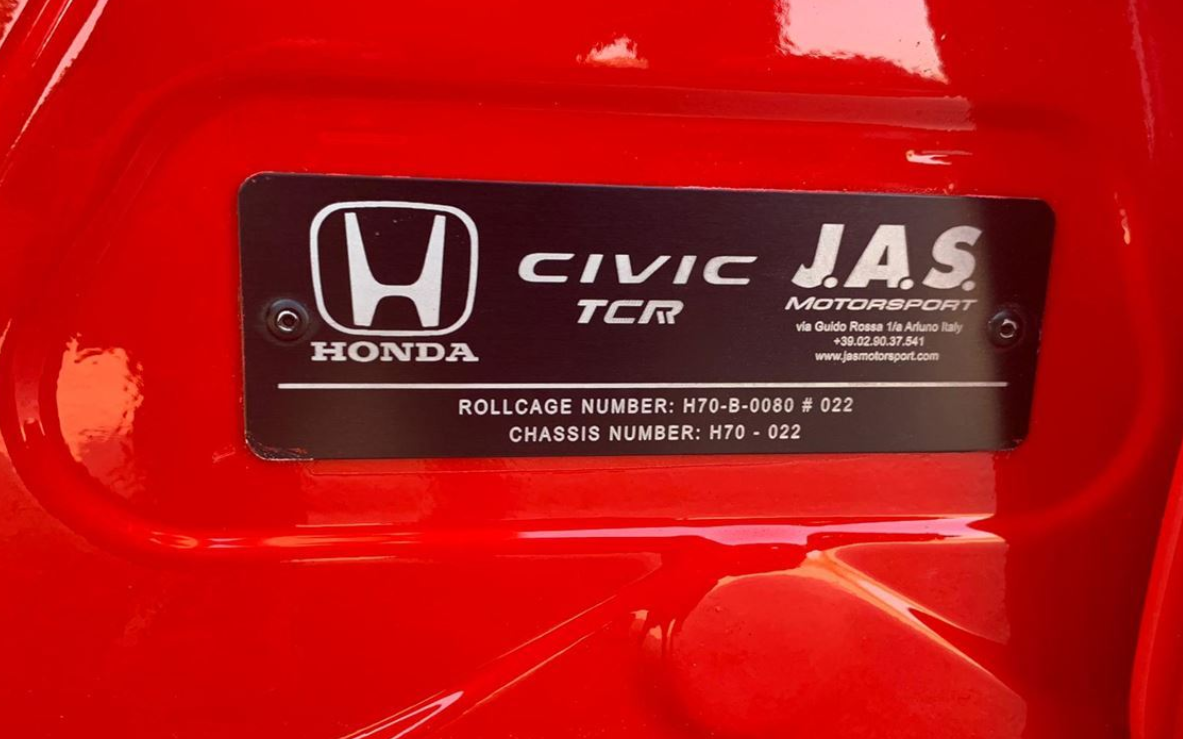 HONDA
CIVIC
TCR
J.A.S.
MOTORSPORT
via Guido Rossa 1/a Arluno Italy
+39.02.90.37.541
www.jasmotorsport.com
ROLLCAGE NUMBER: H70-B-0080 # 022
CHASSIS NUMBER: H70 - 022